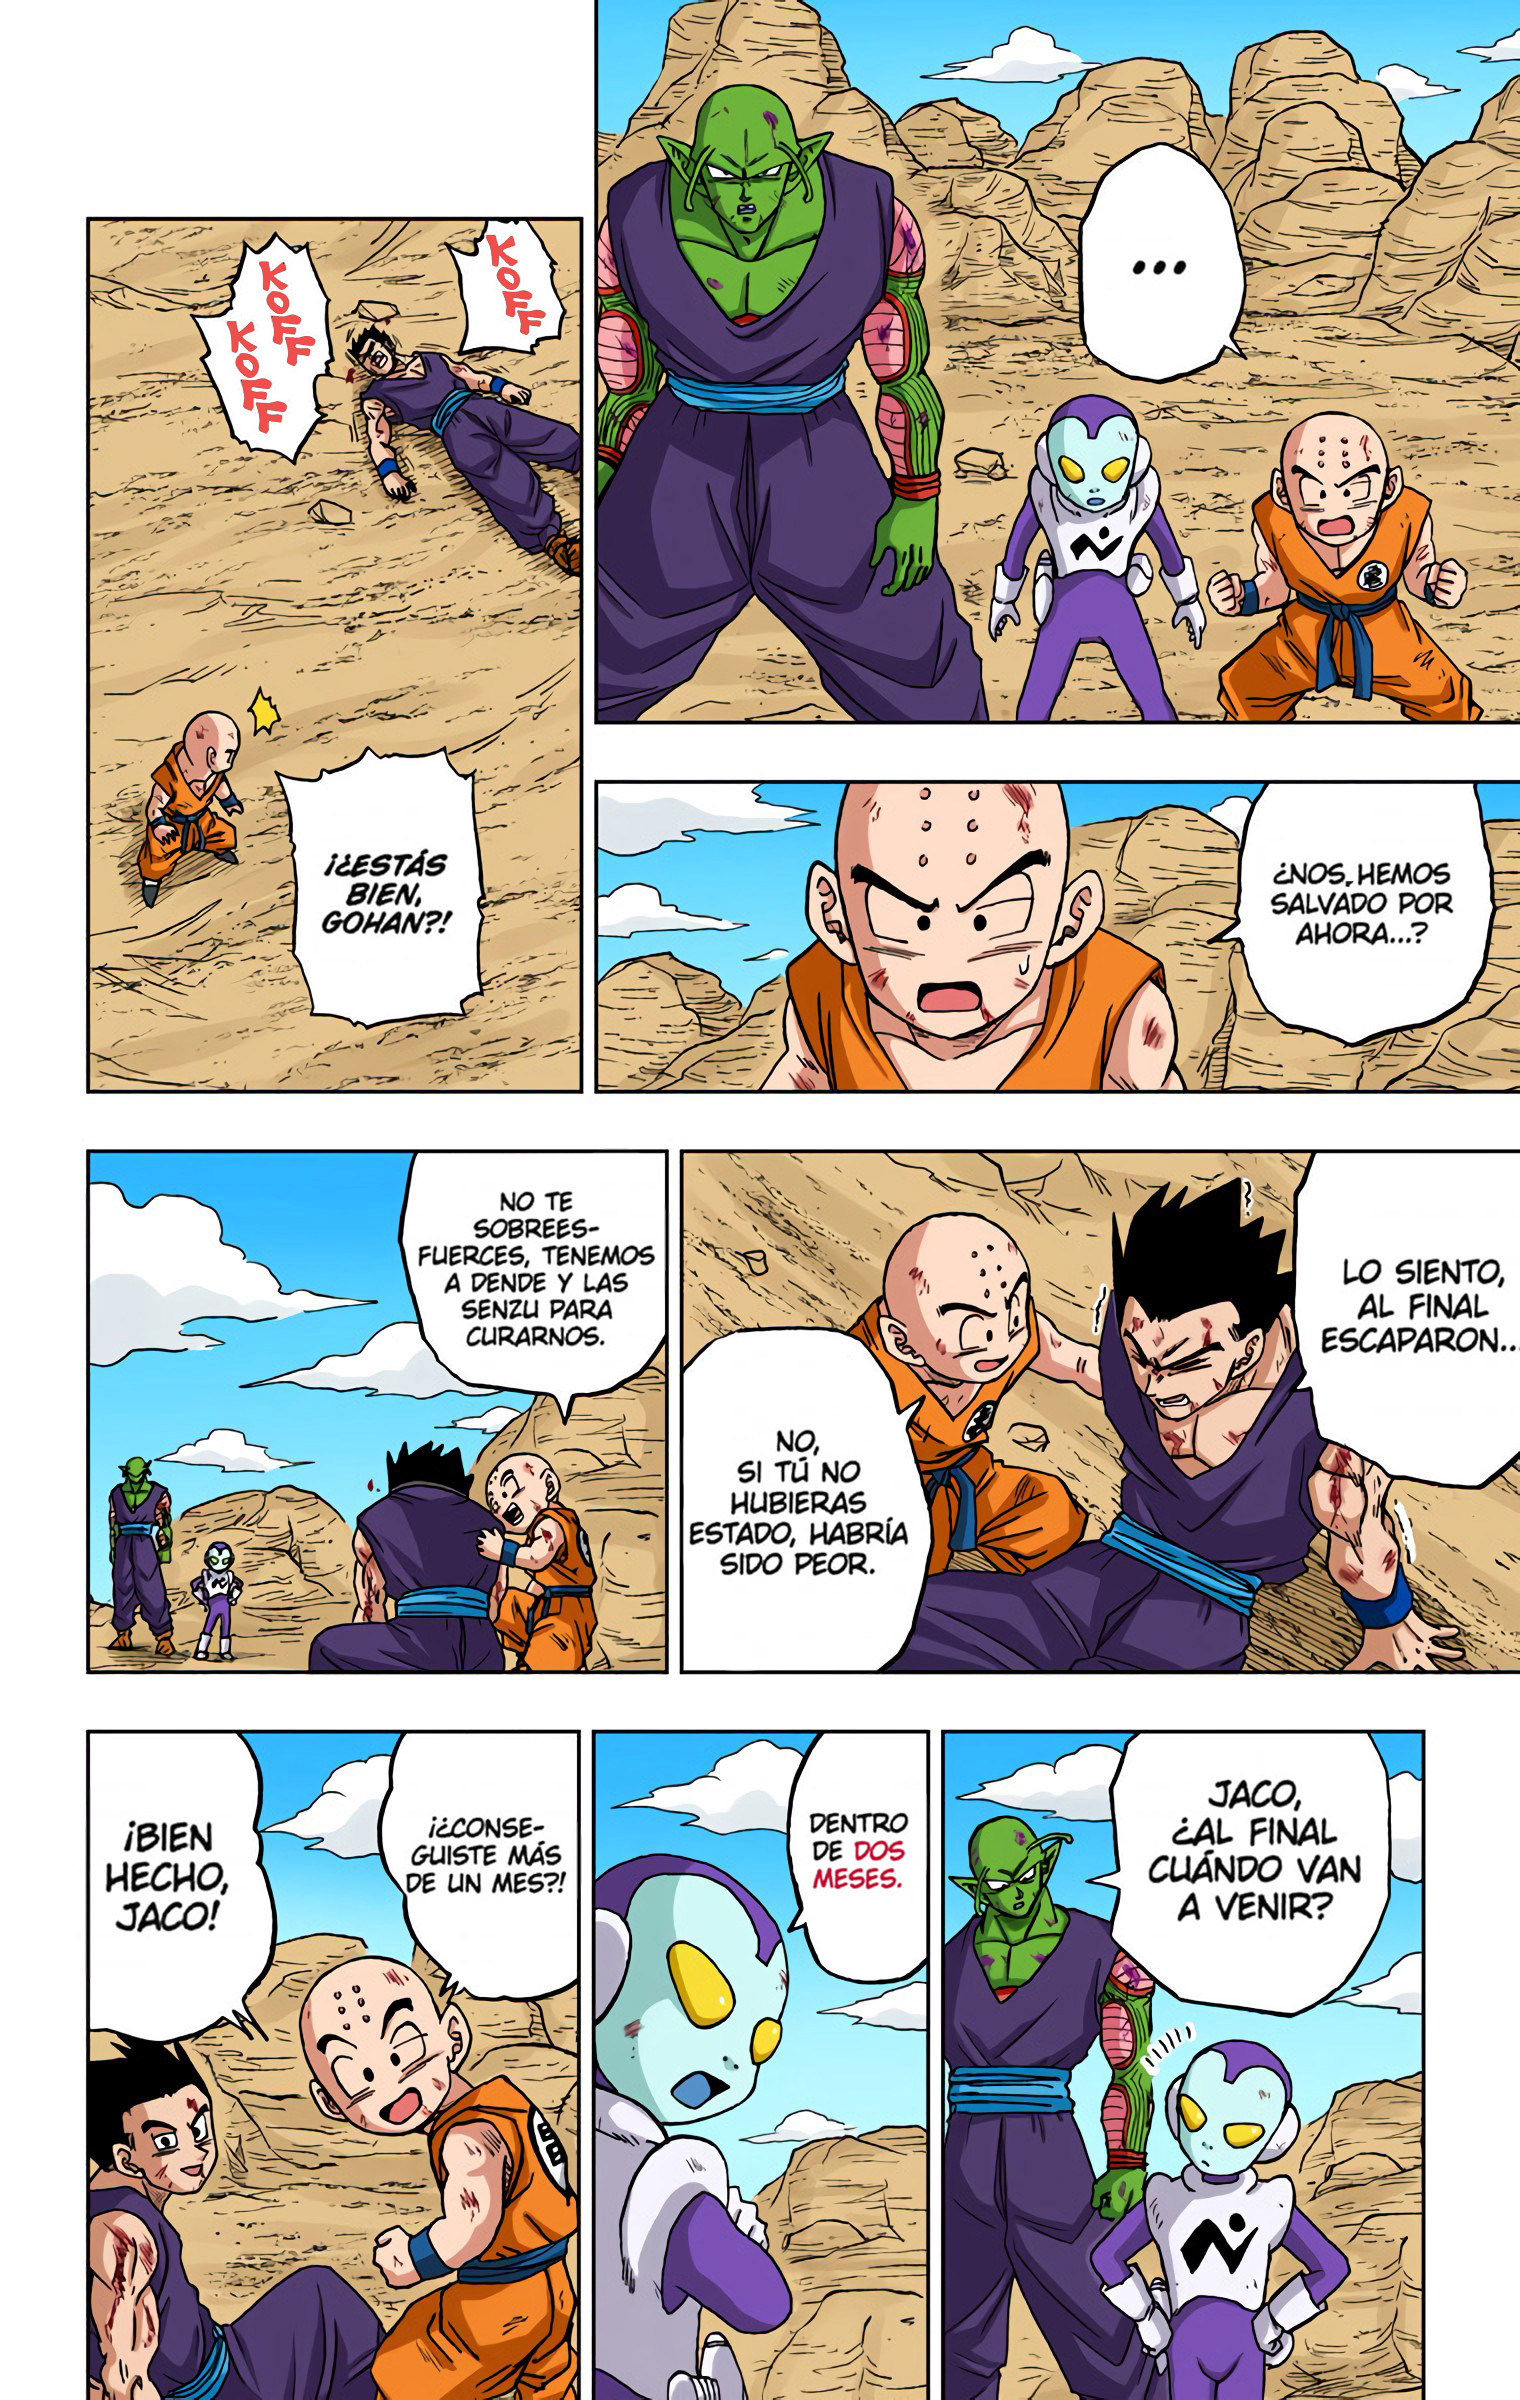 ...
¿NOS HEMOS
SALVADO POR
AHORA...?
KOFF
KOFF
KOFF
¡¿ESTÁS
BIEN,
GOHAN?!
LO SIENTO,
AL FINAL
ESCAPARON...
NO,
SI TÚ NO
HUBIERAS
ESTADO, HABRÍA
SIDO PEOR.
NO TE
SOBREES-
FUERCES, TENEMOS
A DENDE Y LAS
SENZU PARA
CURARNOS.
JACO,
¿AL FINAL
CUÁNDO VAN
A VENIR?
DENTRO
DE DOS
MESES.
¡¿CONSE-
GUISTE MÁS
DE UN MES?!
¡BIEN
HECHO,
JACO!